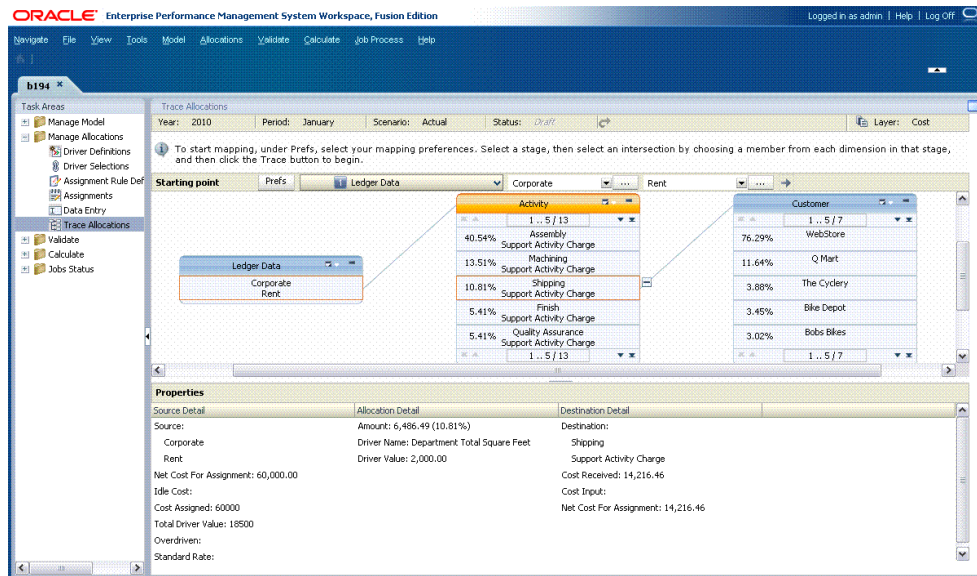 ORACLE Enterprise Performance Management System Workspace, Fusion Edition
Logged in as admin | Help | Log Off
Navigate File View Tools Model Allocations Validate Calculate Job Process Help
b194
Task Areas
Manage Model
Manage Allocations
Driver Definitions
Driver Selections
Assignment Rule Def
Assignments
Data Entry
Trace Allocations
Validate
Calculate
Jobs Status
Trace Allocations
Year: 2010 Period: January Scenario: Actual Status: Draft Layer: Cost
To start mapping, under Prefs, select your mapping preferences. Select a stage, then select an intersection by choosing a member from each dimension in that stage,
and then click the Trace button to begin.
Starting point Prefs 1 Ledger Data Corporate ... Rent ...
Ledger Data
Corporate
Rent
Activity
1 .. 5 / 13
40.54% Assembly
Support Activity Charge
13.51% Machining
Support Activity Charge
10.81% Shipping
Support Activity Charge
5.41% Finish
Support Activity Charge
5.41% Quality Assurance
Support Activity Charge
1 .. 5 / 13
Customer
1 .. 5 / 7
76.29% WebStore
11.64% Q Mart
3.88% The Cyclery
3.45% Bike Depot
3.02% Bobs Bikes
1 .. 5 / 7
Properties
Source Detail
Source:
Corporate
Rent
Net Cost For Assignment: 60,000.00
Idle Cost:
Cost Assigned: 60000
Total Driver Value: 18500
Overdriven:
Standard Rate:
Allocation Detail
Amount: 6,486.49 (10.81%)
Driver Name: Department Total Square Feet
Driver Value: 2,000.00
Destination Detail
Destination:
Shipping
Support Activity Charge
Cost Received: 14,216.46
Cost Input:
Net Cost For Assignment: 14,216.46